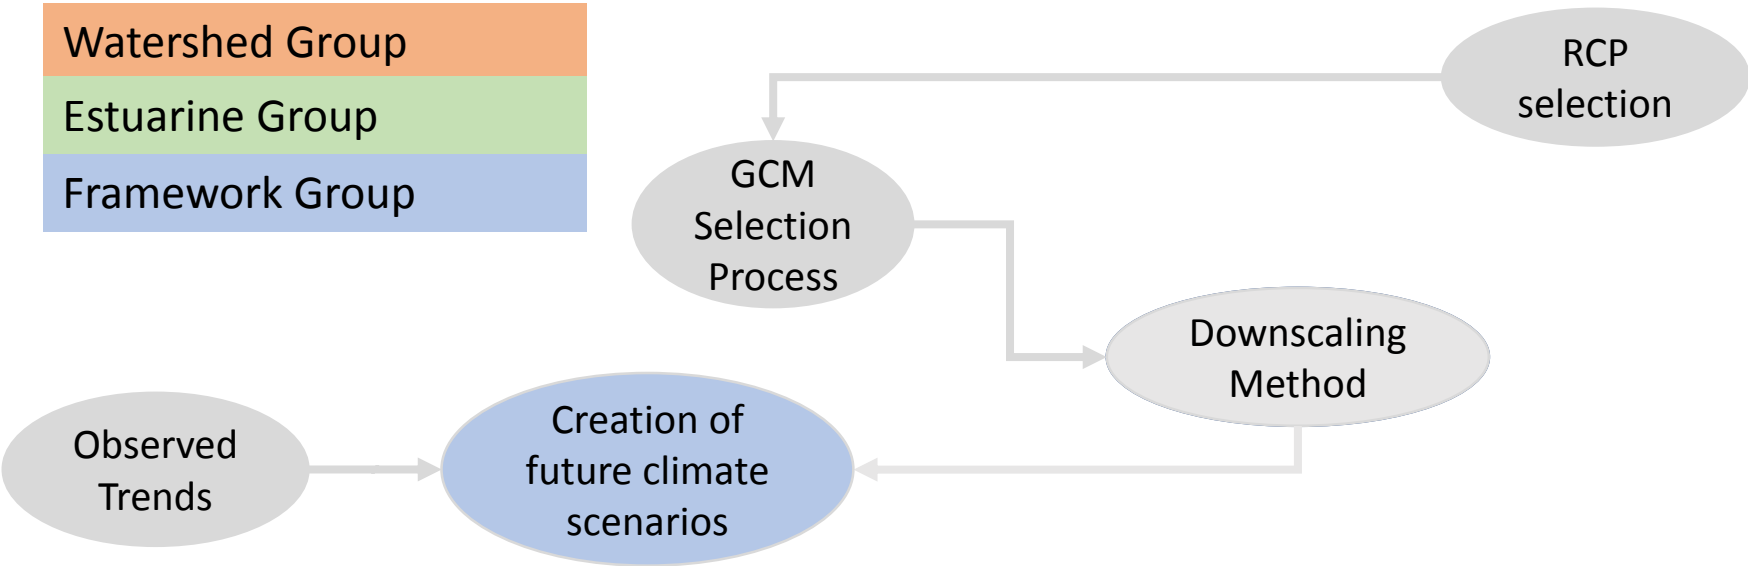 Watershed Group
Estuarine Group
Framework Group
RCP
selection
GCM
Selection
Process
Downscaling
Method
Observed
Trends
Creation of
future climate
scenarios